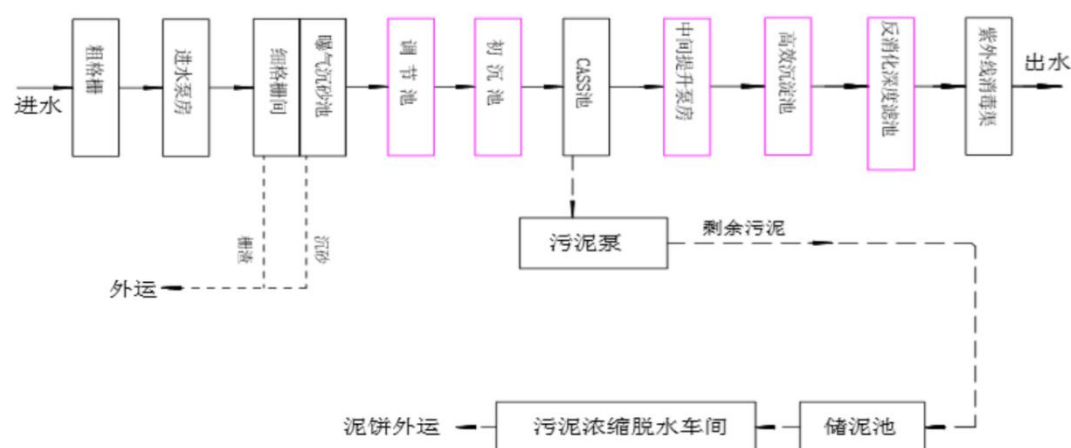 进水
粗格栅
进水泵房
细格栅间
曝气沉砂池
调节池
初沉池
CASS池
中间提升泵房
高效沉淀池
反消化深度滤池
紫外线消毒渠
出水
栅渣
沉砂
外运
污泥泵
剩余污泥
泥饼外运
污泥浓缩脱水车间
储泥池